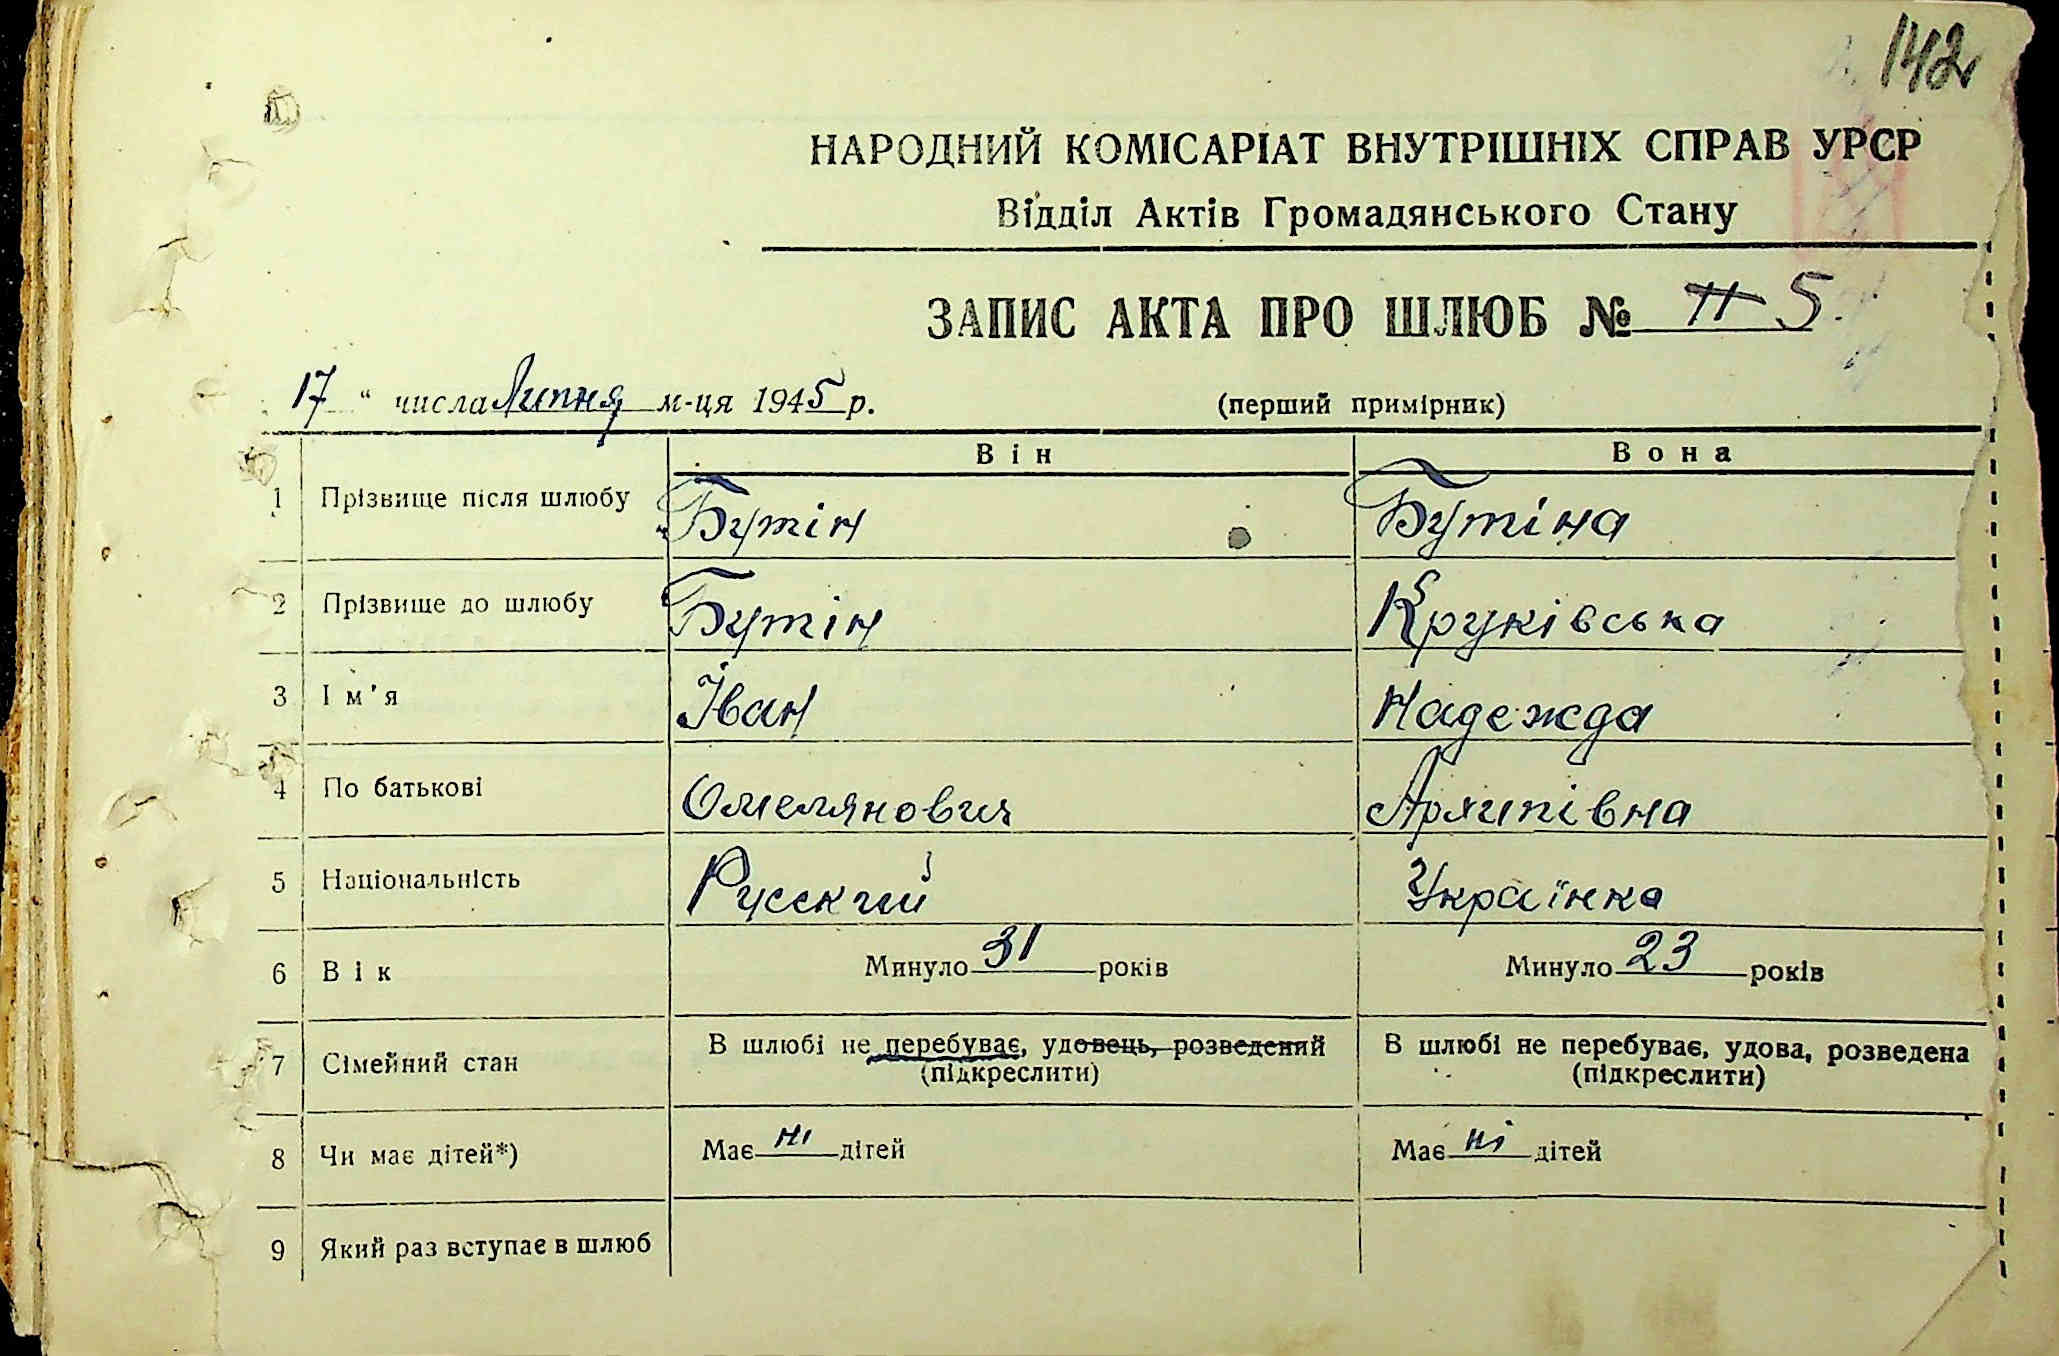 142
НАРОДНИЙ КОМІСАРІАТ ВНУТРІШНІХ СПРАВ УРСР
Відділ Актів Громадянського Стану
ЗАПИС АКТА ПРО ШЛЮБ № 11 5
17 " числа Липня м-ця 1945 р. (перший примірник)
Він Вона
1 Прізвище після шлюбу Бутін Бутіна
2 Прізвище до шлюбу Бутін Круківська
3 Ім'я Іван Надежда
4 По батькові Омелянович Архипівна
5 Національність Русский Українка
6 Вік Минуло 31 років Минуло 23 років
7 Сімейний стан В шлюбі не перебуває, удовець, розведений (підкреслити) В шлюбі не перебуває, удова, розведена (підкреслити)
8 Чи має дітей*) Має ні дітей Має ні дітей
9 Який раз вступає в шлюб